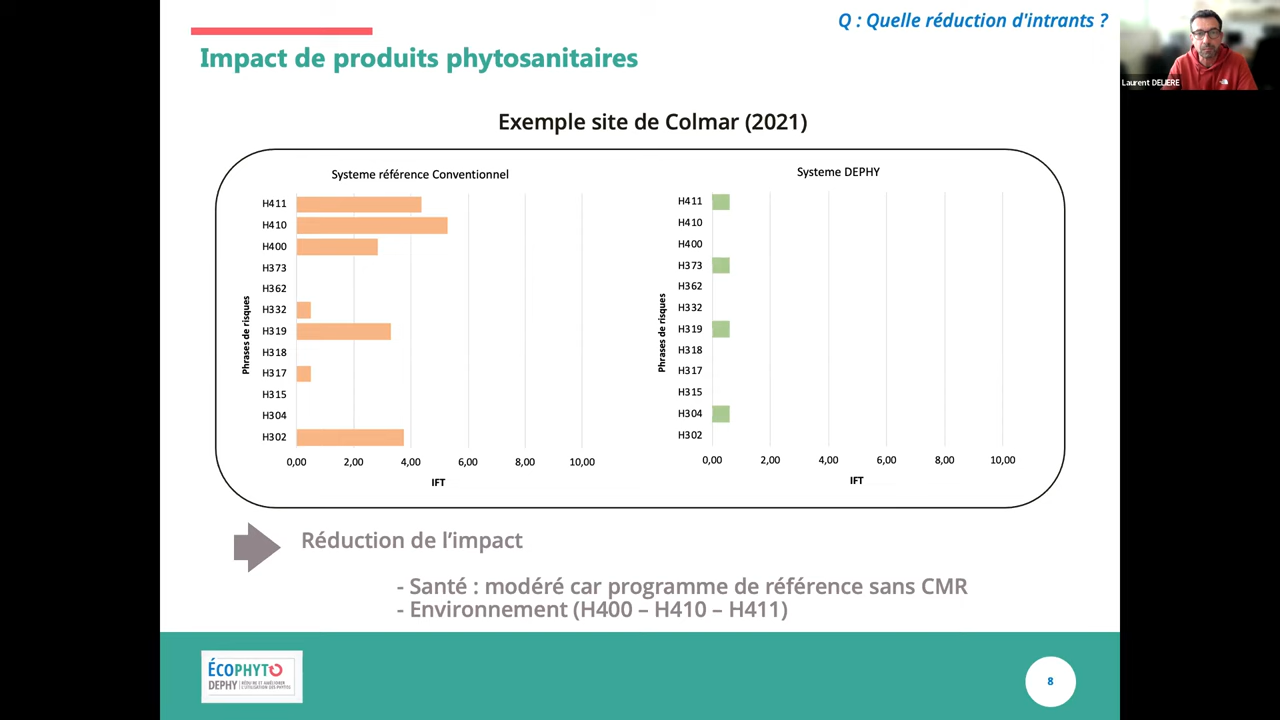 Q : Quelle réduction d'intrants ?
Impact de produits phytosanitaires
Laurent DELIERE
Exemple site de Colmar (2021)
Systeme référence Conventionnel
Phrases de risques
H411
H410
H400
H373
H362
H332
H319
H318
H317
H315
H304
H302
0,00 2,00 4,00 6,00 8,00 10,00
IFT
Systeme DEPHY
Phrases de risques
H411
H410
H400
H373
H362
H332
H319
H318
H317
H315
H304
H302
0,00 2,00 4,00 6,00 8,00 10,00
IFT
Réduction de l’impact
- Santé : modéré car programme de référence sans CMR
- Environnement (H400 – H410 – H411)
ÉCOPHYTO
DEPHY RÉDUIRE ET AMÉLIORER
L'UTILISATION DES PHYTOS
8